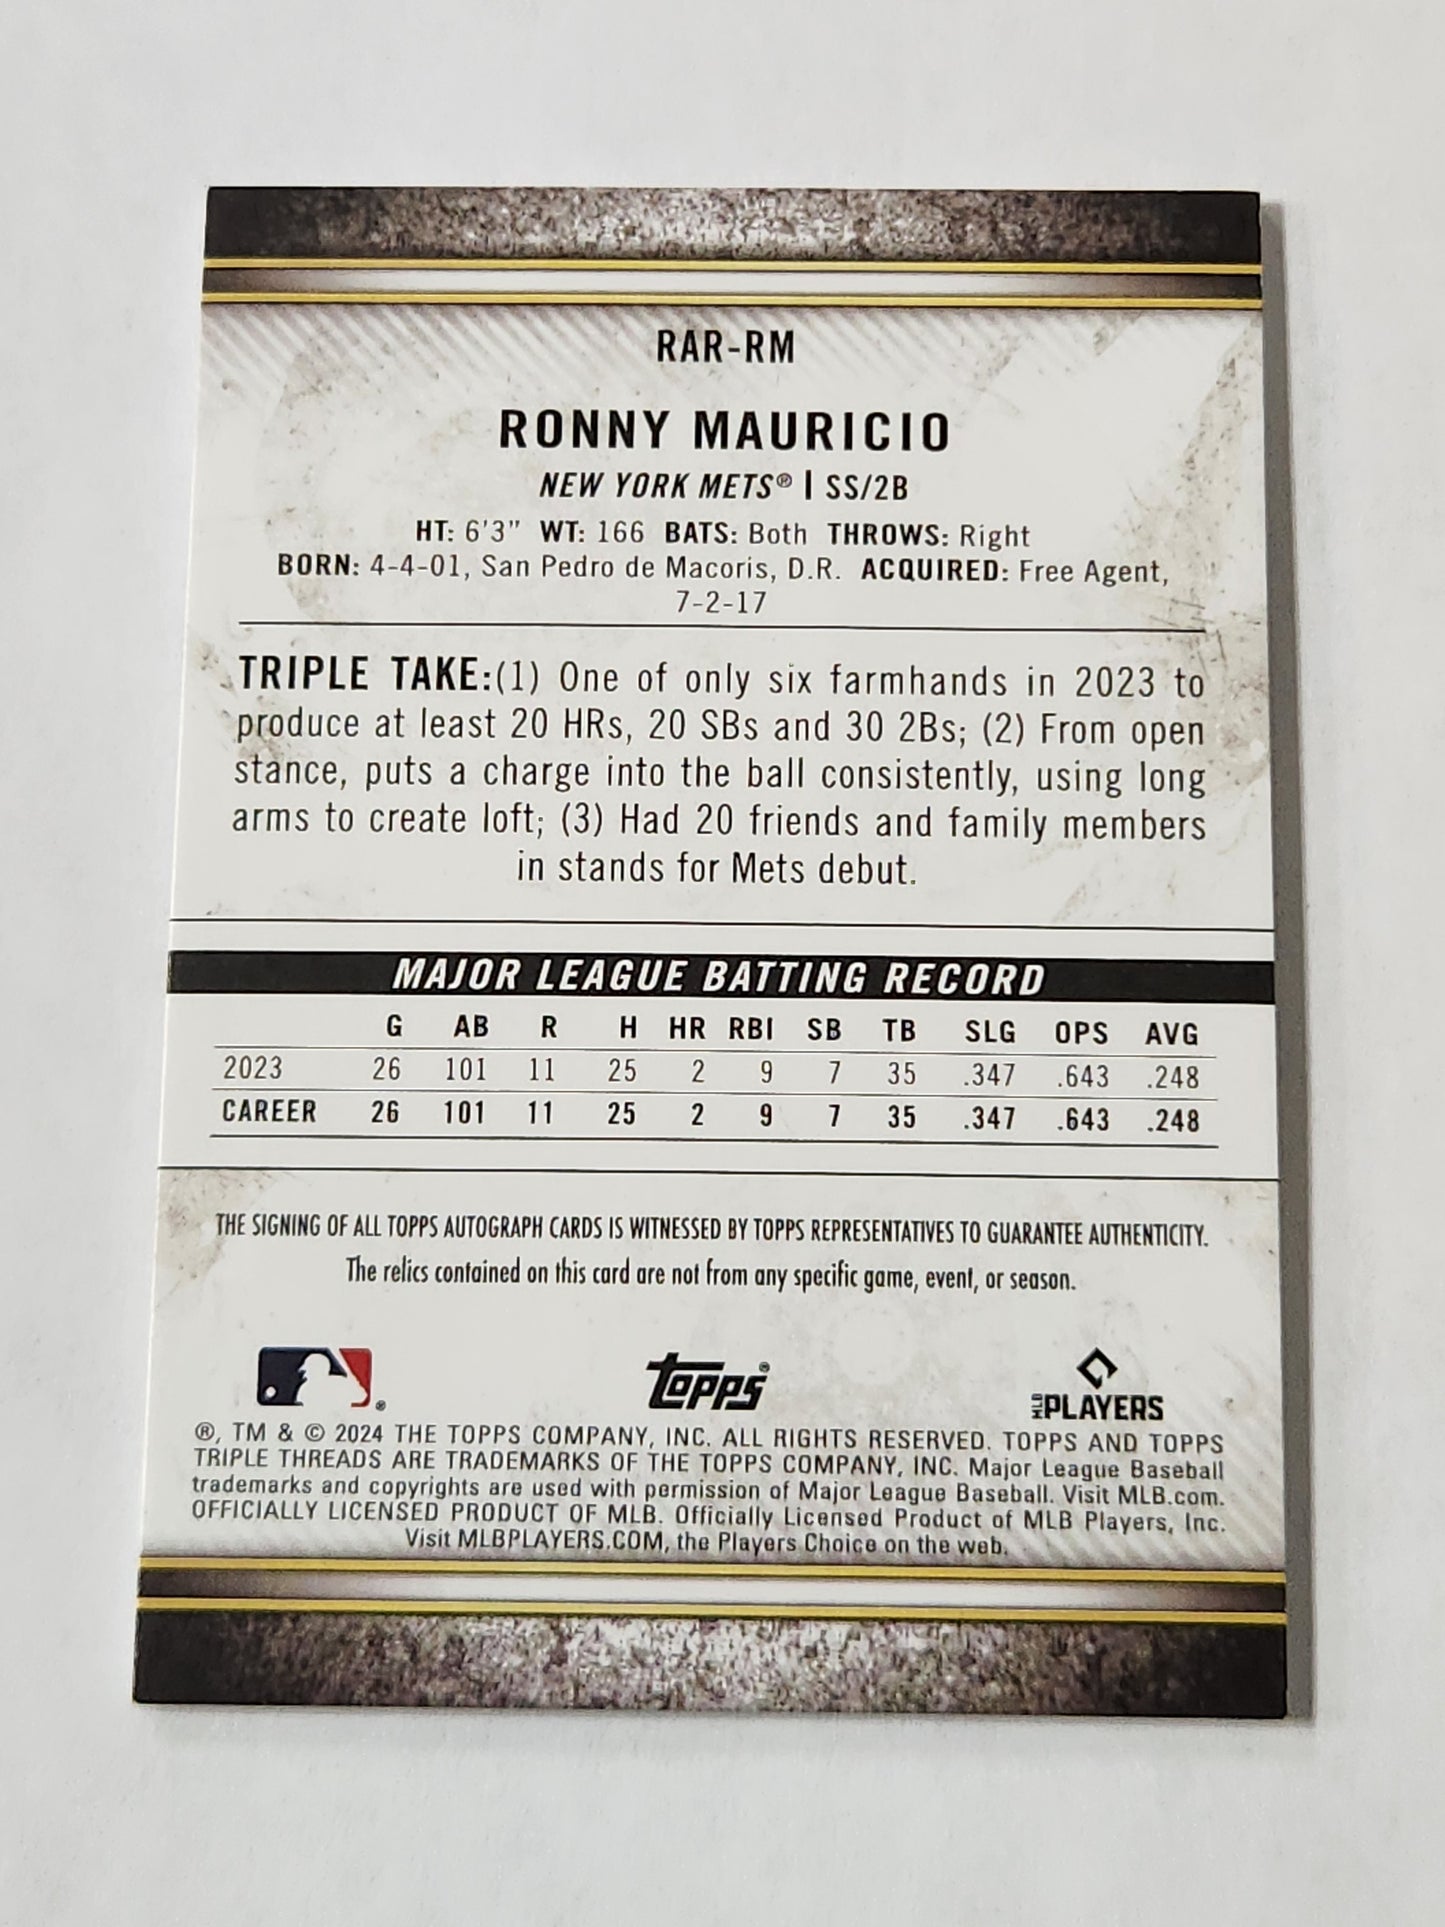 RAR-RM
RONNY MAURICIO
NEW YORK METS® | SS/2B
HT: 6'3" WT: 166 BATS: Both THROWS: Right
BORN: 4-4-01, San Pedro de Macoris, D.R. ACQUIRED: Free Agent,
7-2-17
TRIPLE TAKE:(1) One of only six farmhands in 2023 to
produce at least 20 HRs, 20 SBs and 30 2Bs; (2) From open
stance, puts a charge into the ball consistently, using long
arms to create loft; (3) Had 20 friends and family members
in stands for Mets debut.
MAJOR LEAGUE BATTING RECORD
G AB R H HR RBI SB TB SLG OPS AVG
2023 26 101 11 25 2 9 7 35 .347 .643 .248
CAREER 26 101 11 25 2 9 7 35 .347 .643 .248
THE SIGNING OF ALL TOPPS AUTOGRAPH CARDS IS WITNESSED BY TOPPS REPRESENTATIVES TO GUARANTEE AUTHENTICITY.
The relics contained on this card are not from any specific game, event, or season.
® topps® MLB PLAYERS
®, TM & © 2024 THE TOPPS COMPANY, INC. ALL RIGHTS RESERVED. TOPPS AND TOPPS
TRIPLE THREADS ARE TRADEMARKS OF THE TOPPS COMPANY, INC. Major League Baseball
trademarks and copyrights are used with permission of Major League Baseball. Visit MLB.com.
OFFICIALLY LICENSED PRODUCT OF MLB. Officially Licensed Product of MLB Players, Inc.
Visit MLBPLAYERS.COM, the Players Choice on the web.